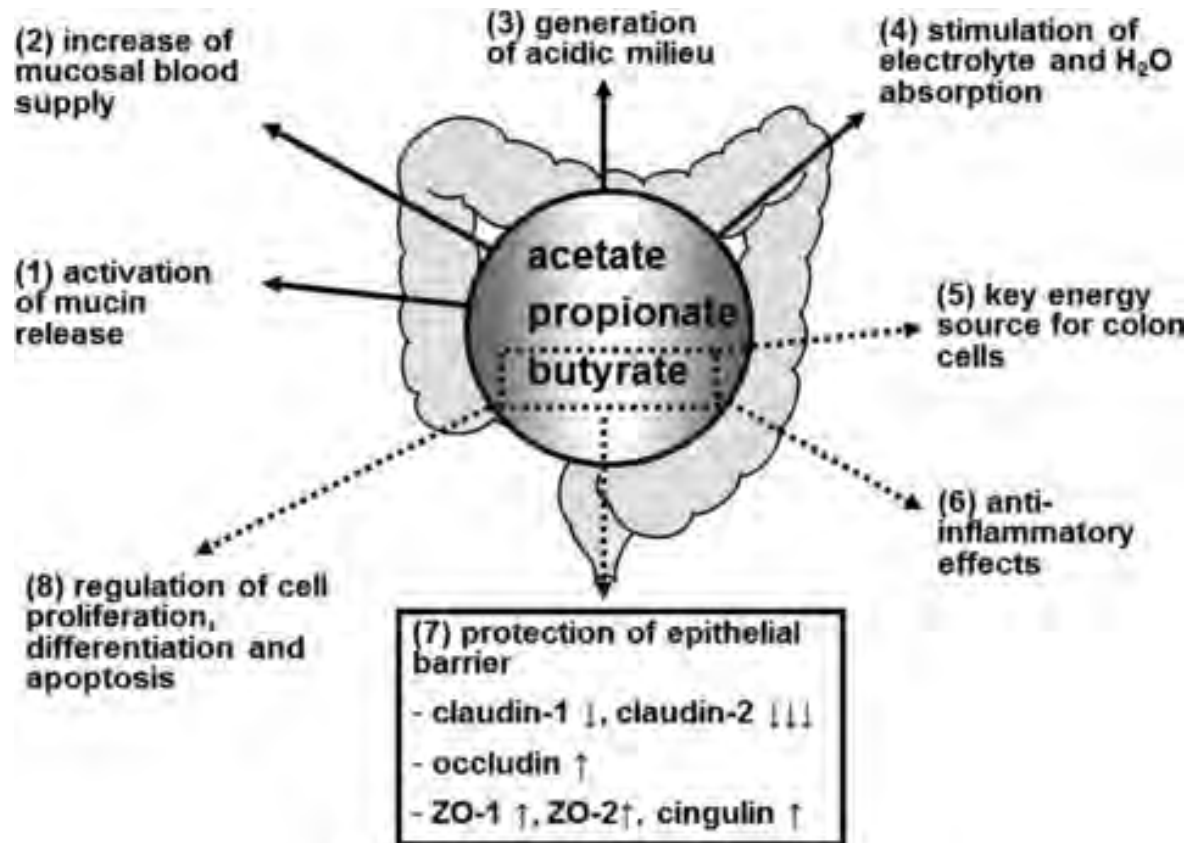 (2) increase of
mucosal blood
supply
(3) generation
of acidic milieu
(4) stimulation of
electrolyte and H₂O
absorption
(1) activation
of mucin
release
acetate
propionate
butyrate
(5) key energy
source for colon
cells
(6) anti-
inflammatory
effects
(8) regulation of cell
proliferation,
differentiation and
apoptosis
(7) protection of epithelial
barrier
- claudin-1 ↓, claudin-2 ↓↓↓
- occludin ↑
- ZO-1 ↑, ZO-2↑, cingulin ↑